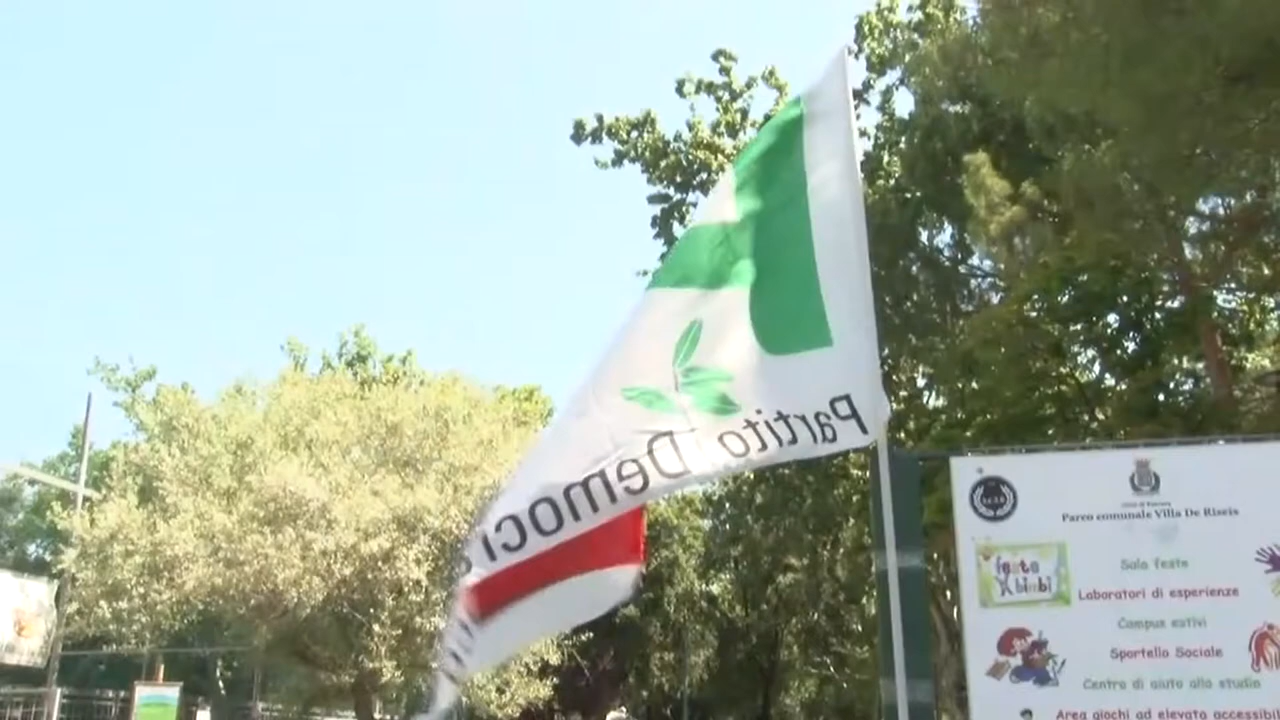 Partito Democr
Parco comunale Villa De Riseis
festa
X bimbi
Sala feste
Laboratori di esperienze
Campus estivi
Sportello Sociale
Centro di aiuto allo studio
Area giochi ad elevata accessibil